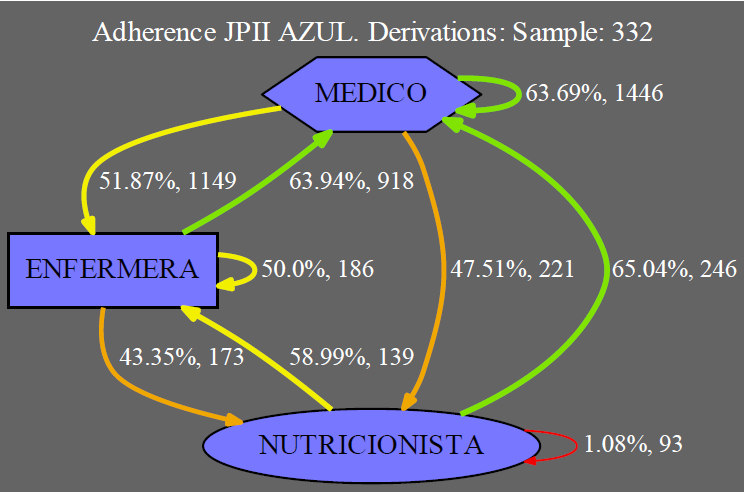 Adherence JPII AZUL. Derivations: Sample: 332
MEDICO
63.69%, 1446
51.87%, 1149
63.94%, 918
ENFERMERA
50.0%, 186
47.51%, 221
65.04%, 246
43.35%, 173
58.99%, 139
NUTRICIONISTA
1.08%, 93